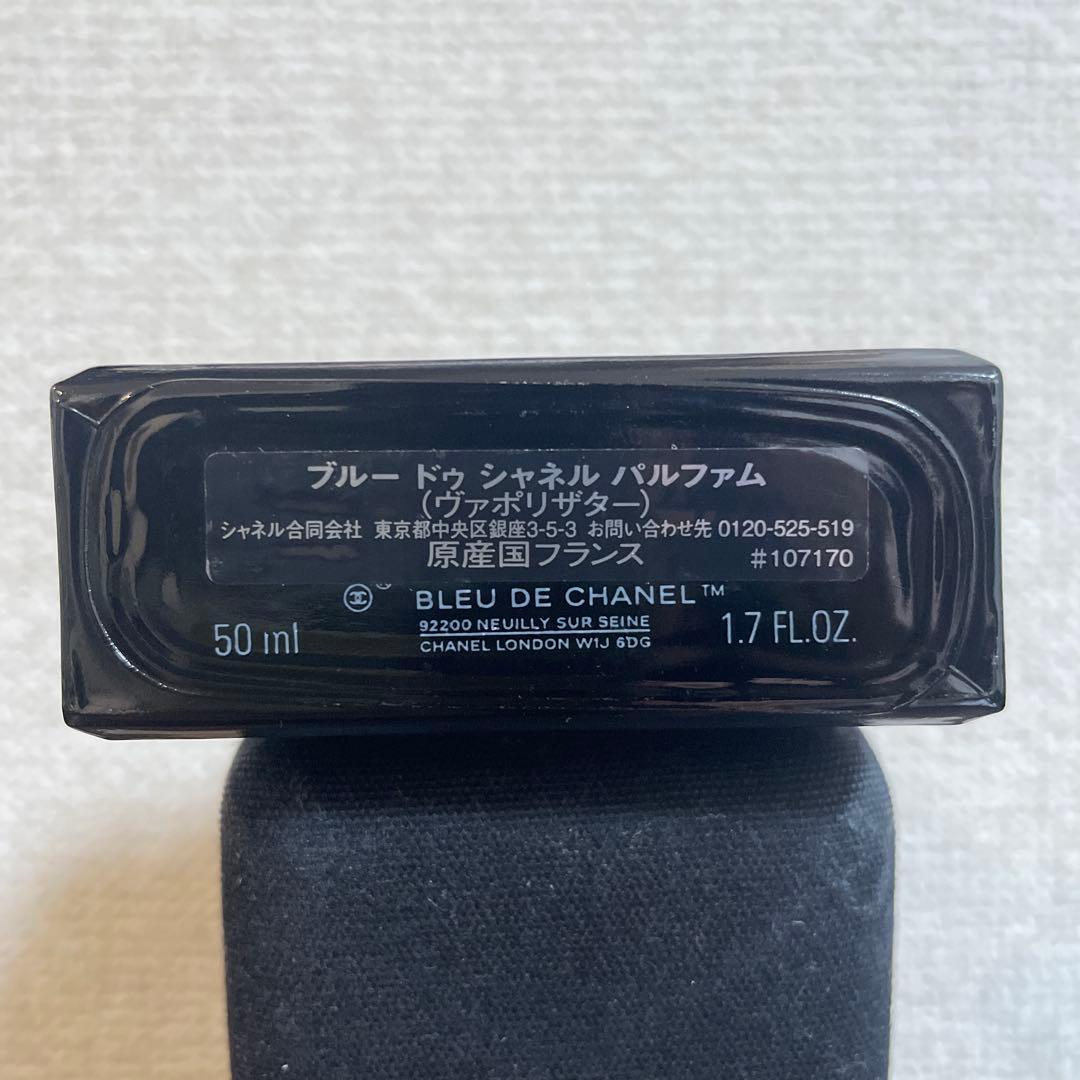 ブルー ドゥ シャネル パルファム
(ヴァポリザター)
シャネル合同会社 東京都中央区銀座3-5-3 お問い合わせ先 0120-525-519
原産国フランス #107170
BLEU DE CHANEL™
92200 NEUILLY SUR SEINE
CHANEL LONDON W1J 6DG
50 ml 1.7 FL.OZ.